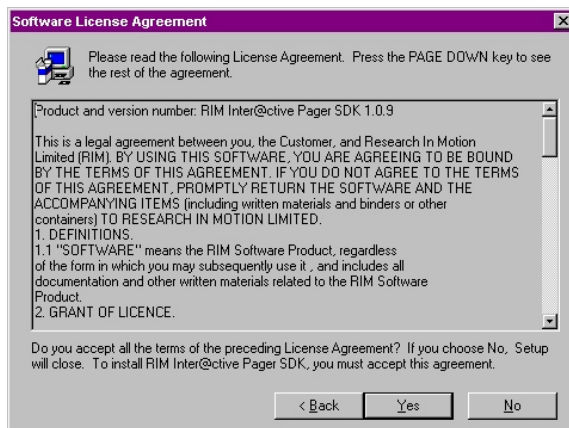 Software License Agreement
Please read the following License Agreement. Press the PAGE DOWN key to see
the rest of the agreement.
Product and version number: RIM Inter@ctive Pager SDK 1.0.9
This is a legal agreement between you, the Customer, and Research In Motion
Limited (RIM). BY USING THIS SOFTWARE, YOU ARE AGREEING TO BE BOUND
BY THE TERMS OF THIS AGREEMENT. IF YOU DO NOT AGREE TO THE TERMS
OF THIS AGREEMENT, PROMPTLY RETURN THE SOFTWARE AND THE
ACCOMPANYING ITEMS (including written materials and binders or other
containers) TO RESEARCH IN MOTION LIMITED.
1. DEFINITIONS.
1.1 "SOFTWARE" means the RIM Software Product, regardless
of the form in which you may subsequently use it , and includes all
documentation and other written materials related to the RIM Software
Product.
2. GRANT OF LICENCE.
Do you accept all the terms of the preceding License Agreement? If you choose No, Setup
will close. To install RIM Inter@ctive Pager SDK, you must accept this agreement.
< Back
Yes
No